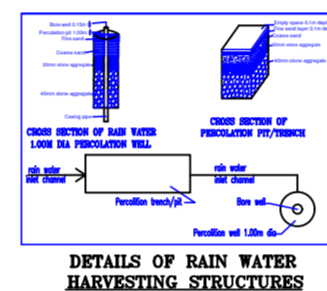 Bore well 0.15m
Percolation pit 1.00m
Fine sand
Coarse sand
20mm stone aggregate
40mm stone aggregate
Casing pipe
CROSS SECTION OF RAIN WATER
1.00M DIA PERCOLATION WELL
Empty space 0.1m depth
Fine sand layer 0.1m
Coarse sand
20mm stone aggregate
40mm stone aggregate
CROSS SECTION OF
PERCOLATION PIT/TRENCH
rain water
inlet channel
Percolition trench/pit
rain water
inlet channel
Bore well
Percolition well 1.00m dia
DETAILS OF RAIN WATER
HARVESTING STRUCTURES